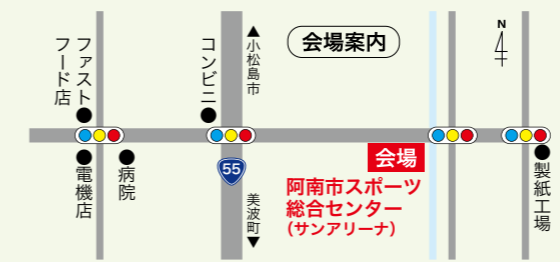 会場案内
N
ファスト
フード店
コンビニ
▲小松島市
55
美波町▼
電機店
病院
会場
阿南市スポーツ
総合センター
(サンアリーナ)
製紙工場